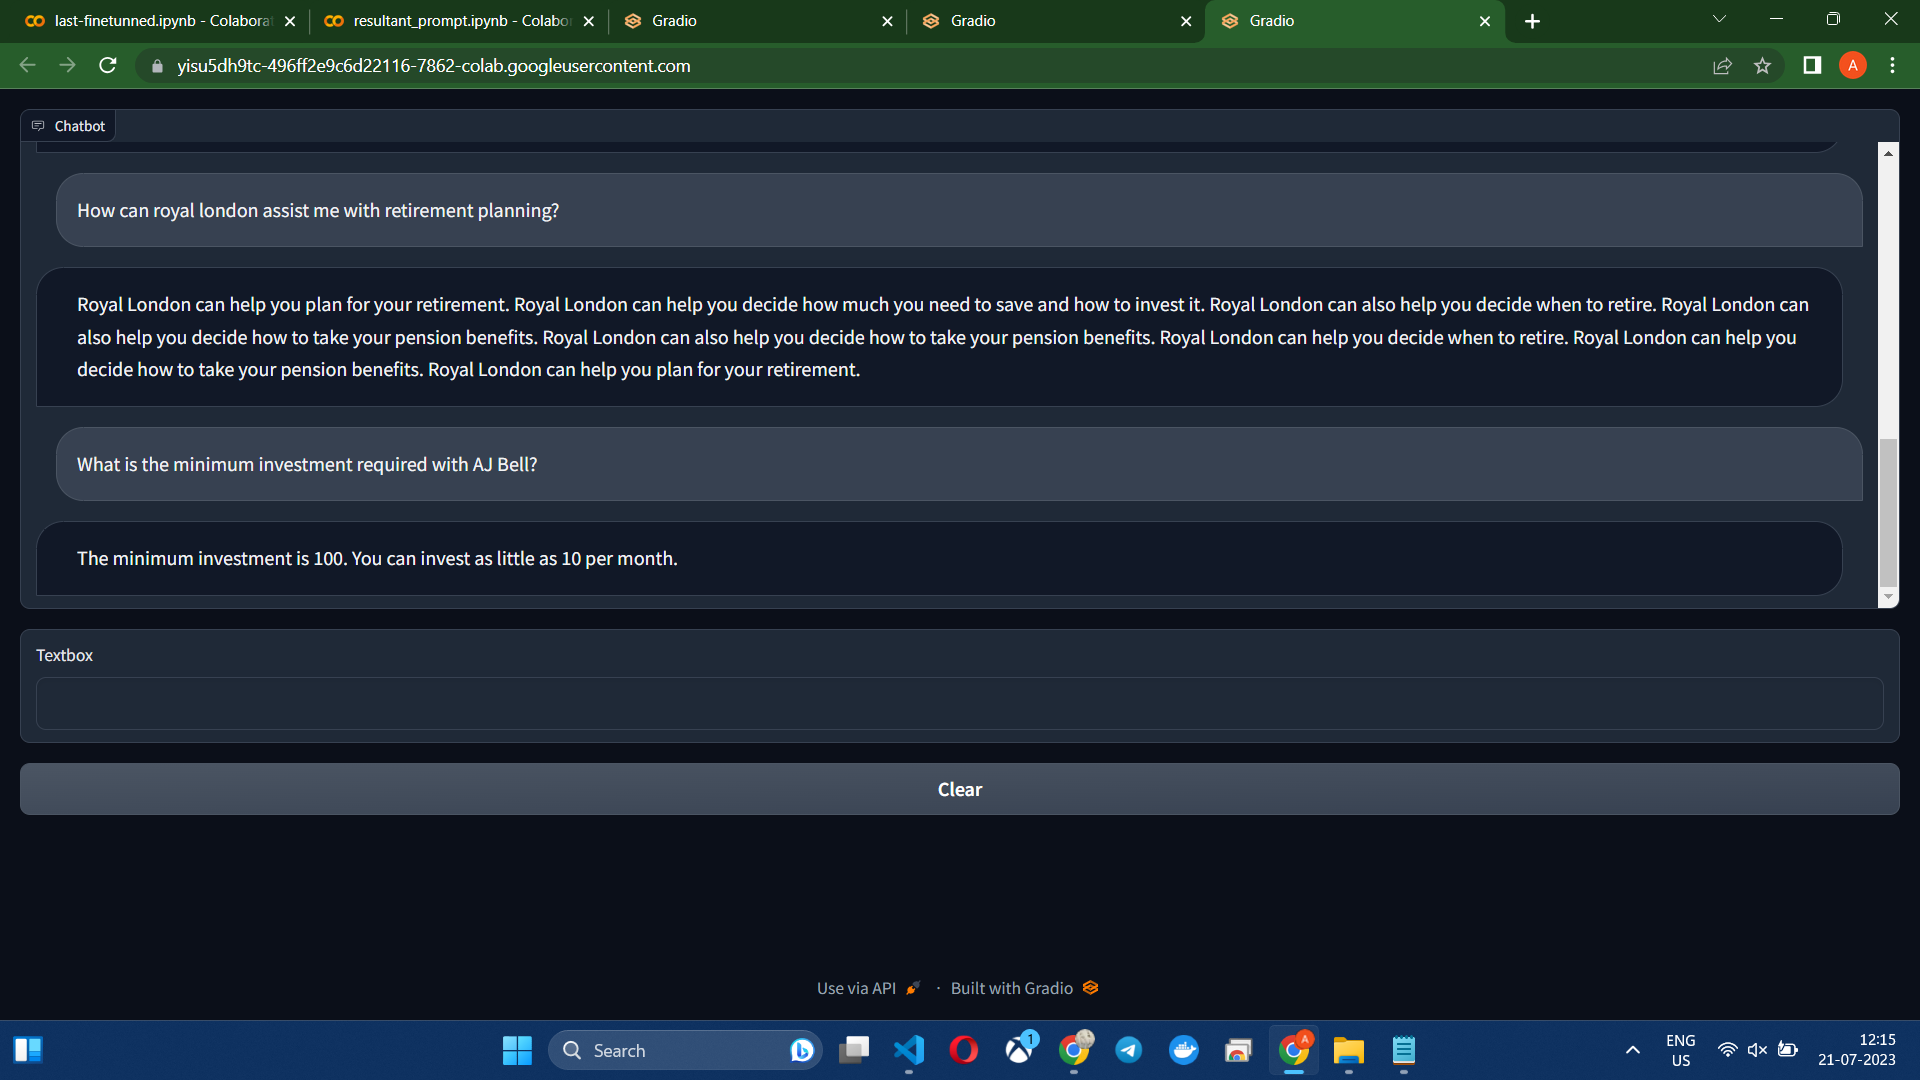 last-finetunned.ipynb - Colabora
resultant_prompt.ipynb - Colabo
Gradio
Gradio
Gradio
yisu5dh9tc-496ff2e9c6d22116-7862-colab.googleusercontent.com
A
Chatbot
How can royal london assist me with retirement planning?
Royal London can help you plan for your retirement. Royal London can help you decide how much you need to save and how to invest it. Royal London can also help you decide when to retire. Royal London can
also help you decide how to take your pension benefits. Royal London can also help you decide how to take your pension benefits. Royal London can help you decide when to retire. Royal London can help you
decide how to take your pension benefits. Royal London can help you plan for your retirement.
What is the minimum investment required with AJ Bell?
The minimum investment is 100. You can invest as little as 10 per month.
Textbox
Clear
Use via API · Built with Gradio
Search
1
A
ENG
US
12:15
21-07-2023